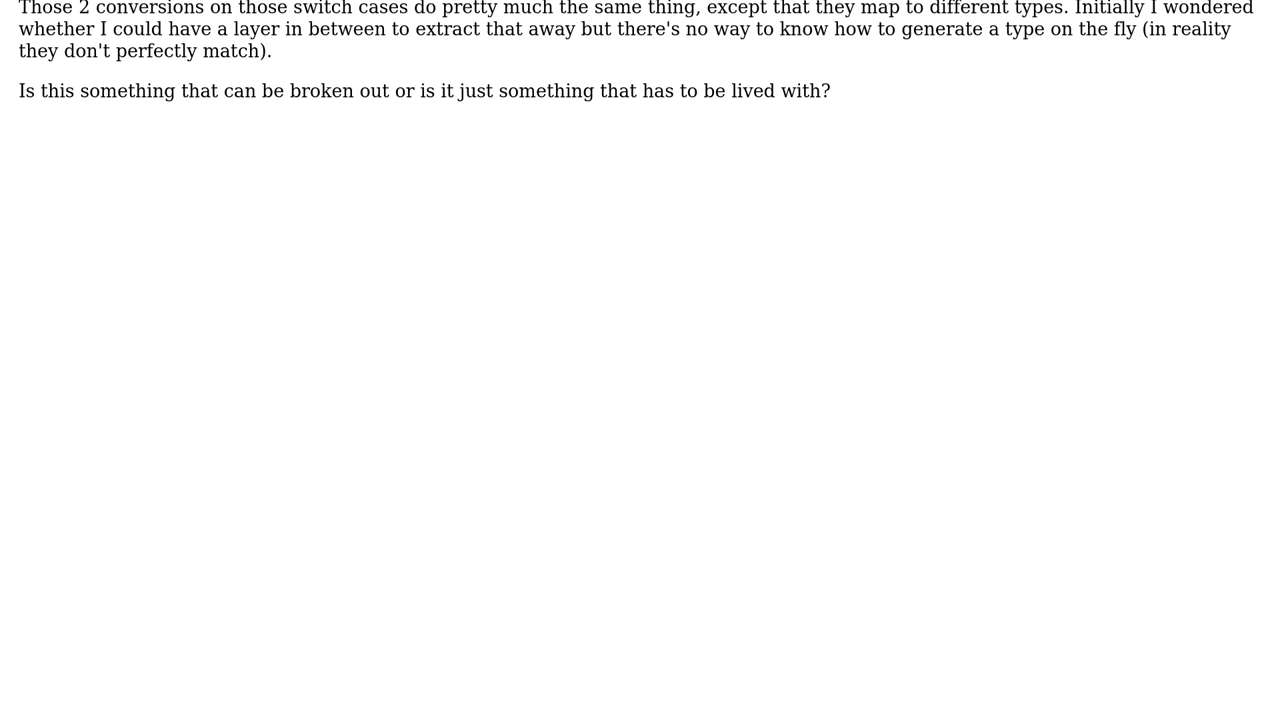 Those 2 conversions on those switch cases do pretty much the same thing, except that they map to different types. Initially I wondered
whether I could have a layer in between to extract that away but there's no way to know how to generate a type on the fly (in reality
they don't perfectly match).
Is this something that can be broken out or is it just something that has to be lived with?